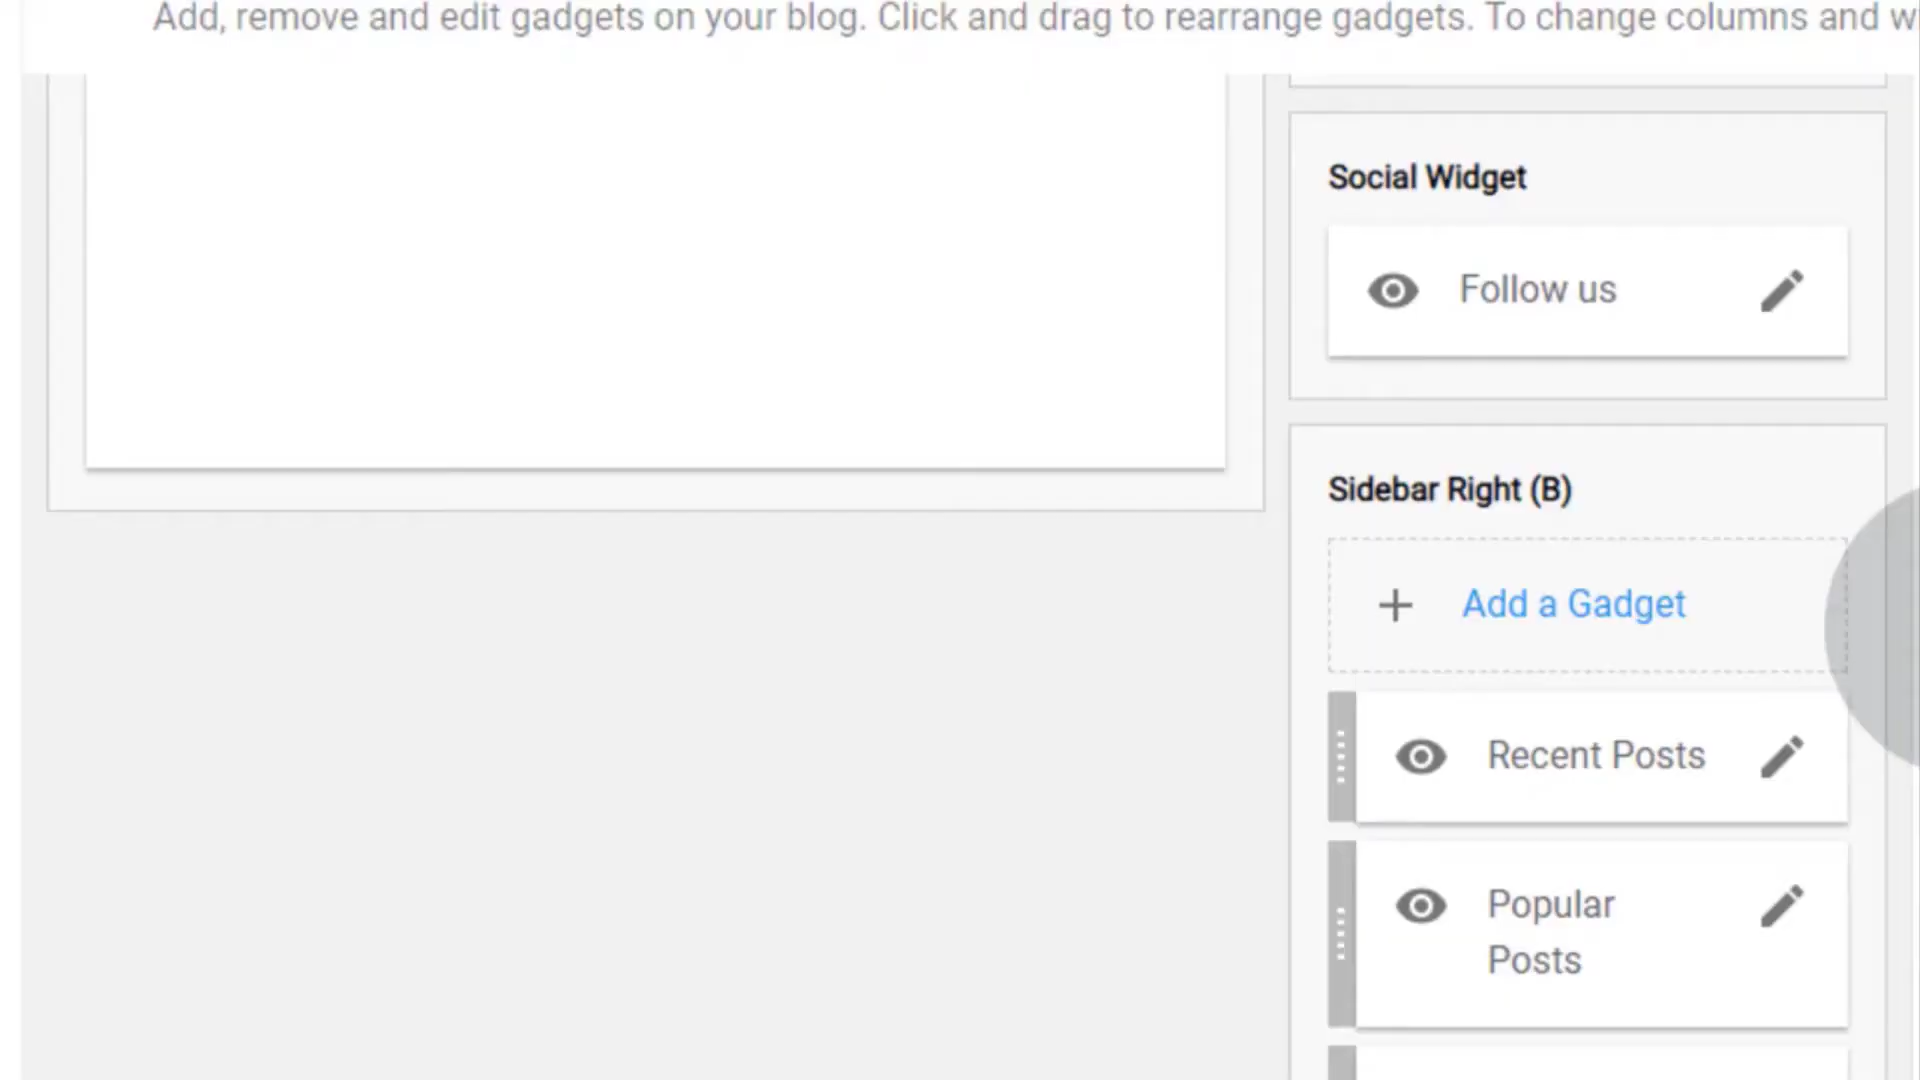 Add, remove and edit gadgets on your blog. Click and drag to rearrange gadgets. To change columns and
Social Widget
Follow us
Sidebar Right (B)
Add a Gadget
Recent Posts
Popular
Posts